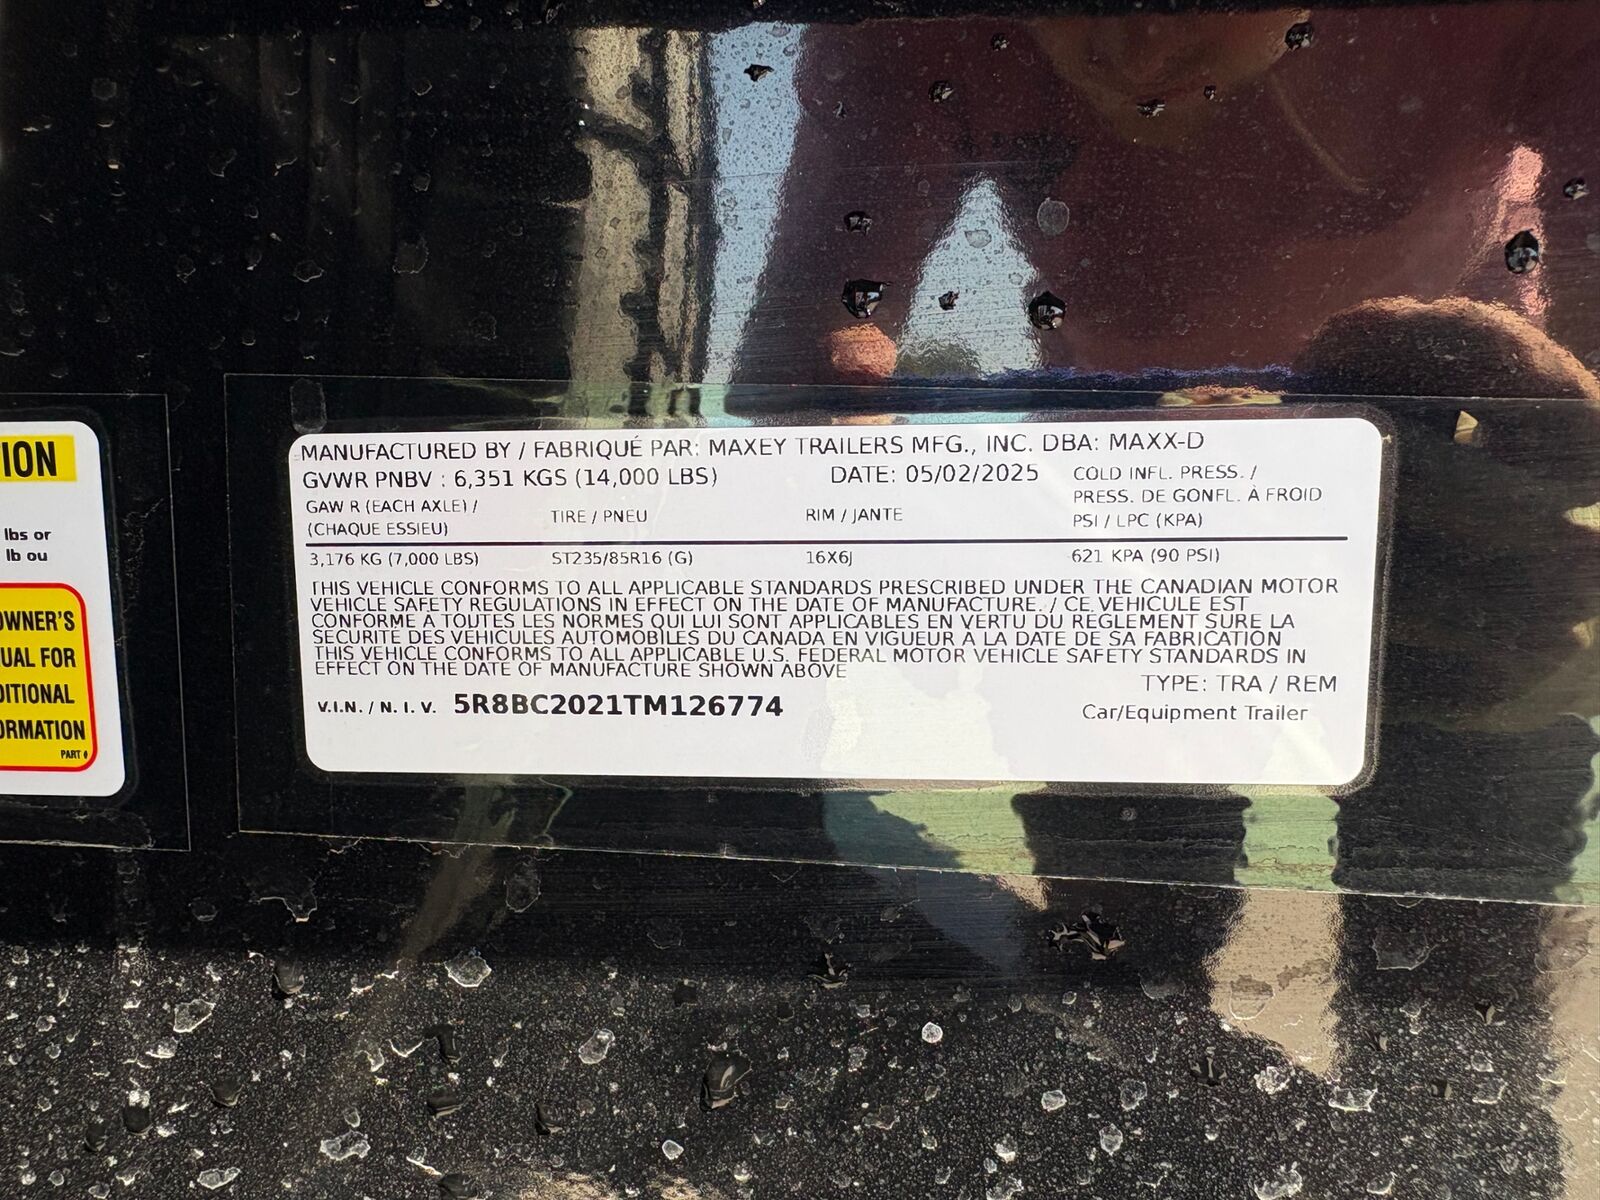 ION
lbs or
lb ou
OWNER'S
UAL FOR
DITIONAL
ORMATION
PART #
MANUFACTURED BY / FABRIQUÉ PAR: MAXEY TRAILERS MFG., INC. DBA: MAXX-D
GVWR PNBV : 6,351 KGS (14,000 LBS) DATE: 05/02/2025 COLD INFL. PRESS. /
PRESS. DE GONFL. À FROID
GAW R (EACH AXLE) / TIRE / PNEU RIM / JANTE PSI / LPC (KPA)
(CHAQUE ESSIEU)
3,176 KG (7,000 LBS) ST235/85R16 (G) 16X6J 621 KPA (90 PSI)
THIS VEHICLE CONFORMS TO ALL APPLICABLE STANDARDS PRESCRIBED UNDER THE CANADIAN MOTOR
VEHICLE SAFETY REGULATIONS IN EFFECT ON THE DATE OF MANUFACTURE. / CE VEHICULE EST
CONFORME A TOUTES LES NORMES QUI LUI SONT APPLICABLES EN VERTU DU REGLEMENT SURE LA
SECURITE DES VEHICULES AUTOMOBILES DU CANADA EN VIGUEUR A LA DATE DE SA FABRICATION
THIS VEHICLE CONFORMS TO ALL APPLICABLE U.S. FEDERAL MOTOR VEHICLE SAFETY STANDARDS IN
EFFECT ON THE DATE OF MANUFACTURE SHOWN ABOVE
TYPE: TRA / REM
V.I.N. / N. I. V. 5R8BC2021TM126774 Car/Equipment Trailer